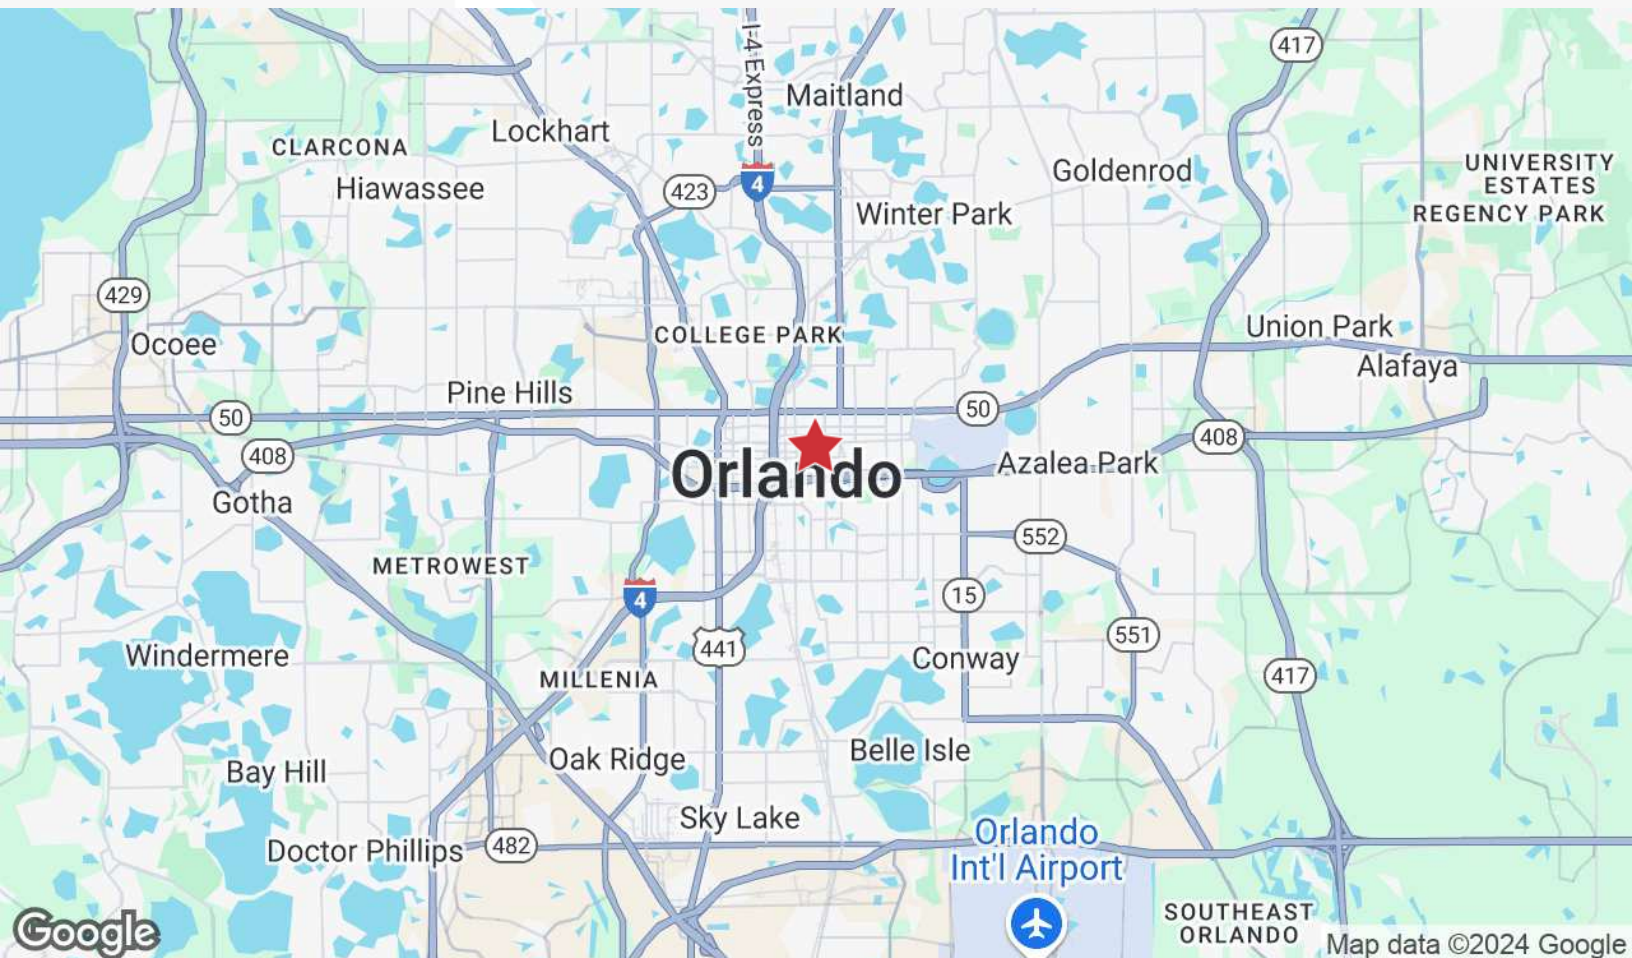 417
I-4 Express
Maitland
Lockhart
CLARCONA
Goldenrod
UNIVERSITY
ESTATES
Hiawassee
423
4
Winter Park
REGENCY PARK
429
Ocoee
COLLEGE PARK
Union Park
Alafaya
Pine Hills
50
50
408
408
Orlando
Azalea Park
Gotha
552
METROWEST
4
15
441
551
Windermere
MILLENIA
Conway
417
Bay Hill
Oak Ridge
Belle Isle
Sky Lake
Doctor Phillips
482
Orlando
Int'l Airport
SOUTHEAST
ORLANDO
Google
Map data ©2024 Google